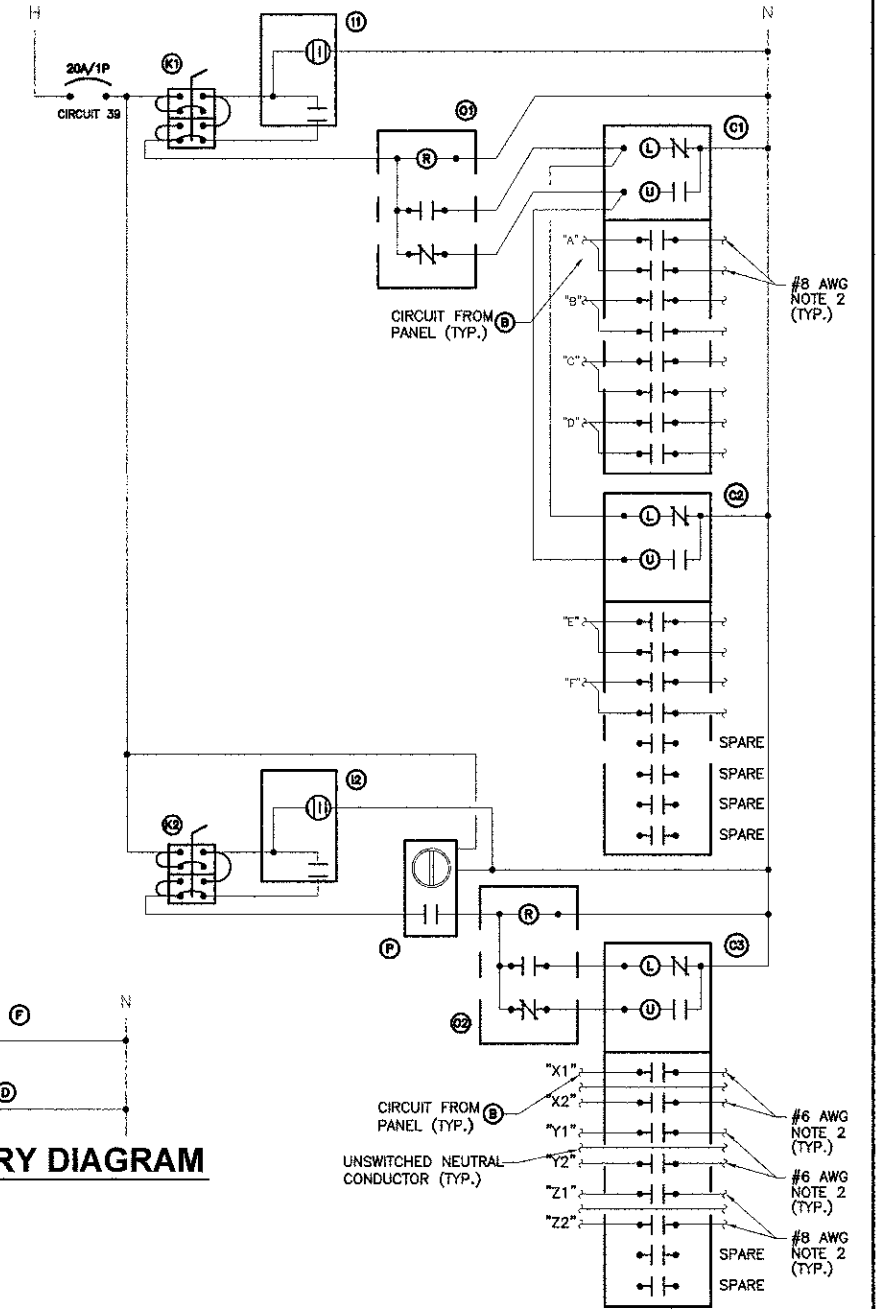 H
N
I1
20A/1P
K1
CIRCUIT 39
O1
C1
R
L
U
"A"
#8 AWG
NOTE 2
(TYP.)
CIRCUIT FROM B
PANEL (TYP.)
"B"
"C"
"D"
C2
L
U
"E"
"F"
SPARE
SPARE
SPARE
SPARE
I2
K2
P
R
C3
L
U
O2
N
F
D
RY DIAGRAM
"X1"
CIRCUIT FROM B
PANEL (TYP.)
"X2"
#6 AWG
NOTE 2
(TYP.)
"Y1"
UNSWITCHED NEUTRAL
CONDUCTOR (TYP.)
"Y2"
#6 AWG
NOTE 2
(TYP.)
"Z1"
"Z2"
#8 AWG
NOTE 2
(TYP.)
SPARE
SPARE